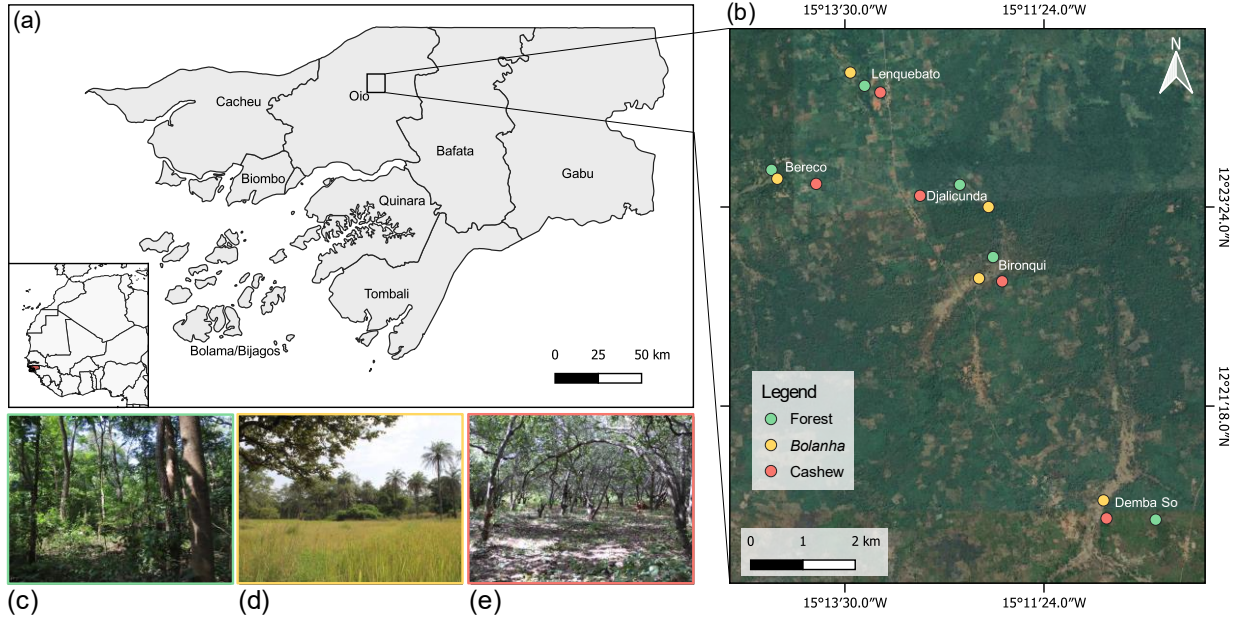 (a)
Cacheu
Oio
Biombo
Bafata
Gabu
Quinara
Tombali
Bolama/Bijagos
0 25 50 km
(b)
15°13′30.0″W 15°11′24.0″W
N
Lenquebato
Bereco
Djalicunda
12°23′24.0″N
Bironqui
Legend
Forest
Bolanha
Cashew
12°21′18.0″N
Demba So
0 1 2 km
15°13′30.0″W 15°11′24.0″W
(c) (d) (e)